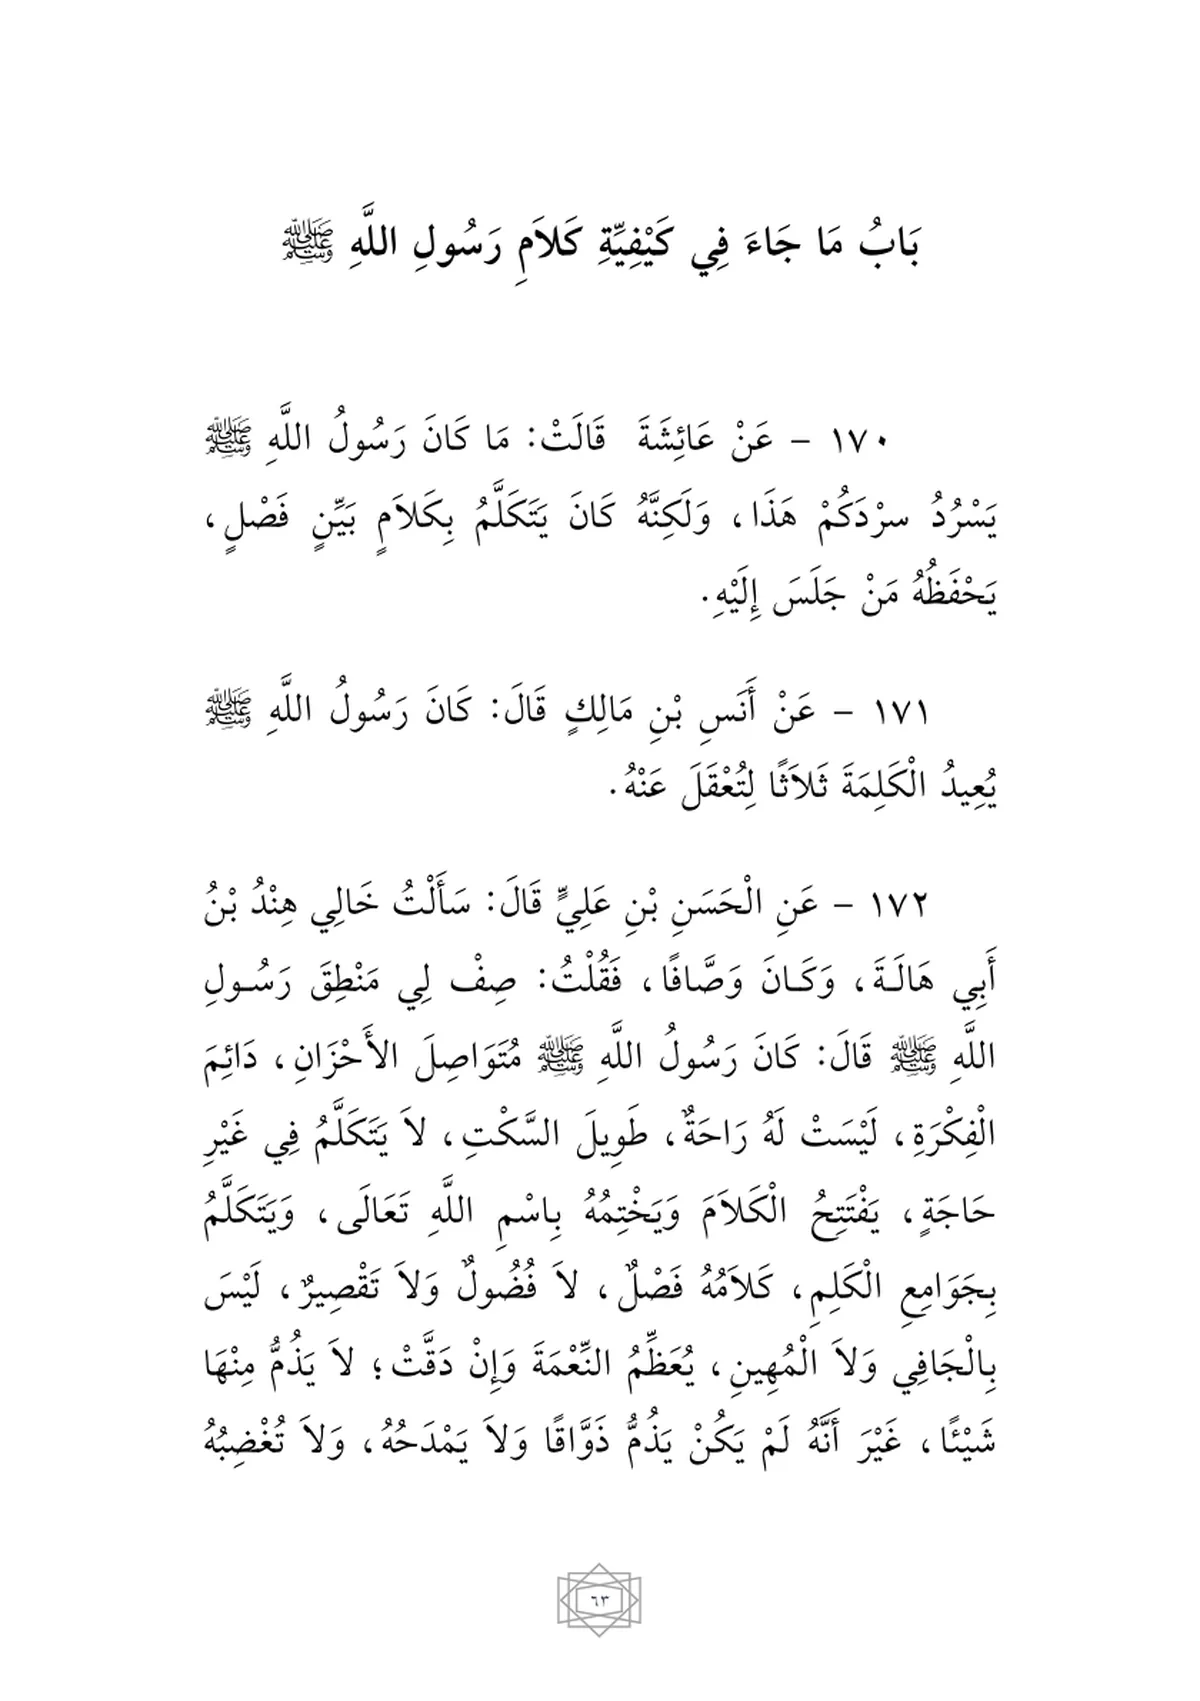 بَابُ مَا جَاءَ فِي كَيْفِيِّةِ كَلاَمِ رَسُولِ اللَّهِ ﷺ
١٧٠ – عَنْ عَائِشَةَ قَالَتْ: مَا كَانَ رَسُولُ اللَّهِ ﷺ
يَسْرُدُ سرْدَكُمْ هَذَا، وَلَكِنَّهُ كَانَ يَتَكَلَّمُ بِكَلاَمٍ بَيِّنٍ فَصْلٍ،
يَحْفَظُهُ مَنْ جَلَسَ إِلَيْهِ.
١٧١ – عَنْ أَنَسِ بْنِ مَالِكٍ قَالَ: كَانَ رَسُولُ اللَّهِ ﷺ
يُعِيدُ الْكَلِمَةَ ثَلاَثًا لِتُعْقَلَ عَنْهُ.
١٧٢ – عَنِ الْحَسَنِ بْنِ عَلِيٍّ قَالَ: سَأَلْتُ خَالِي هِنْدُ بْنُ
أَبِي هَالَةَ، وَكَانَ وَصَّافًا، فَقُلْتُ: صِفْ لِي مَنْطِقَ رَسُولِ
اللَّهِ ﷺ قَالَ: كَانَ رَسُولُ اللَّهِ ﷺ مُتَوَاصِلَ الأَحْزَانِ، دَائِمَ
الْفِكْرَةِ، لَيْسَتْ لَهُ رَاحَةٌ، طَوِيلَ السَّكْتِ، لاَ يَتَكَلَّمُ فِي غَيْرِ
حَاجَةٍ، يَفْتَتِحُ الْكَلاَمَ وَيَخْتِمُهُ بِاسْمِ اللَّهِ تَعَالَى، وَيَتَكَلَّمُ
بِجَوَامِعِ الْكَلِمِ، كَلاَمُهُ فَصْلٌ، لاَ فُضُولٌ وَلاَ تَقْصِيرٌ، لَيْسَ
بِالْجَافِي وَلاَ الْمُهِينِ، يُعَظِّمُ النِّعْمَةَ وَإِنْ دَقَّتْ؛ لاَ يَذُمُّ مِنْهَا
شَيْئًا، غَيْرَ أَنَّهُ لَمْ يَكُنْ يَذُمُّ ذَوَّاقًا وَلاَ يَمْدَحُهُ، وَلاَ تُغْضِبُهُ
٦٣